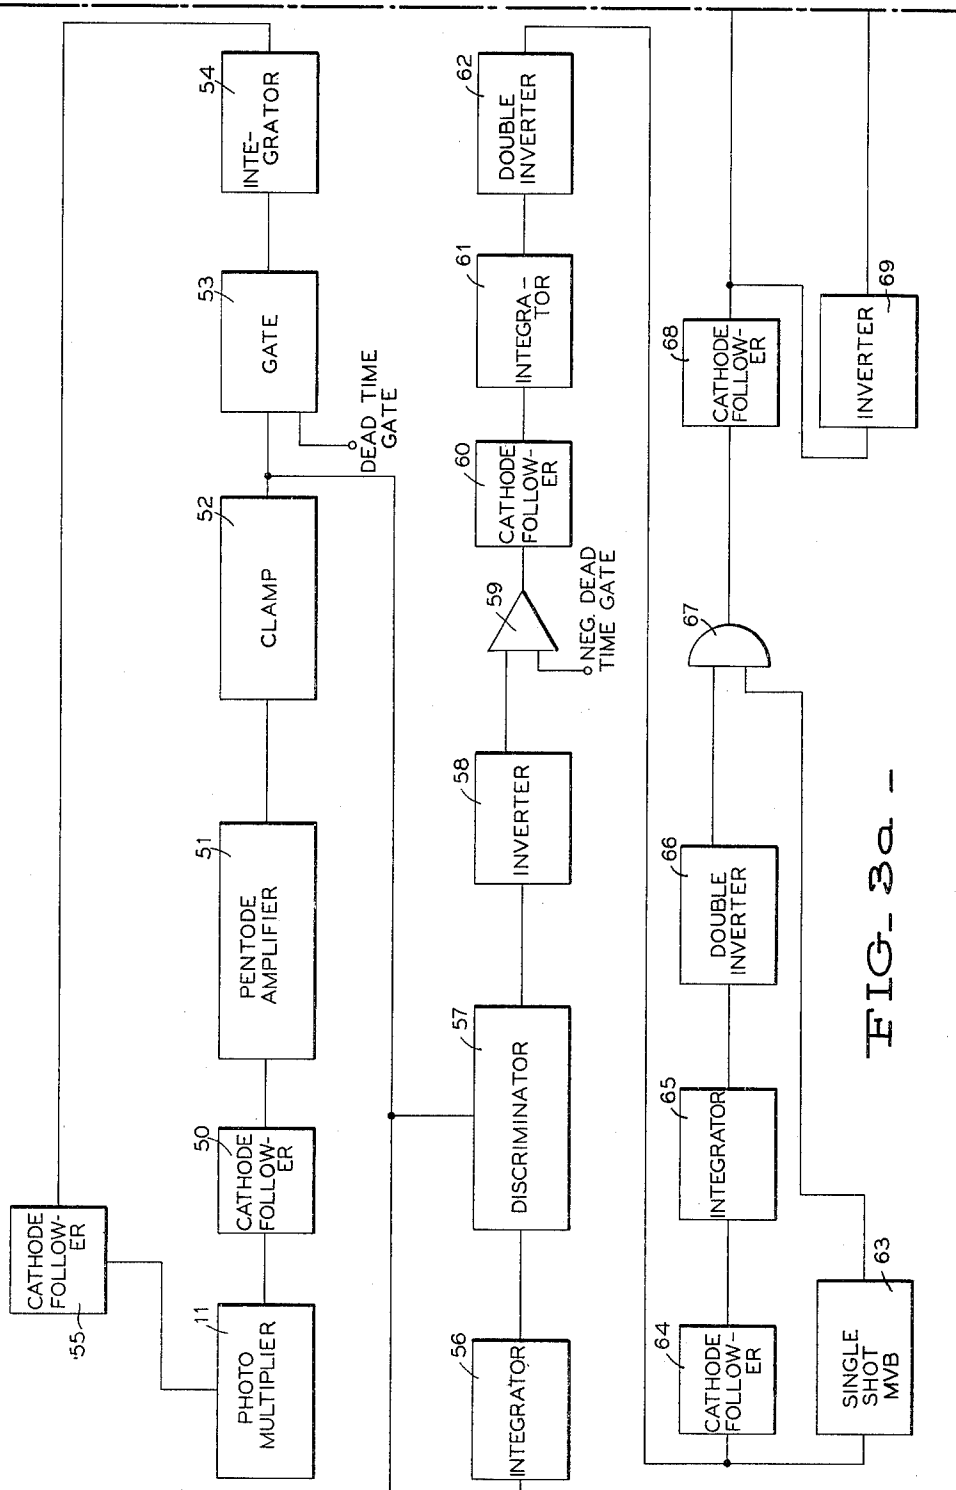 CATHODE
FOLLOW-
ER
55
PHOTO
MULTIPLIER
11
CATHODE
FOLLOW-
ER
50
PENTODE
AMPLIFIER
51
CLAMP
52
GATE
53
DEAD TIME
GATE
INTE-
GRATOR
54
INTEGRATOR
56
DISCRIMINATOR
57
INVERTER
58
59
NEG. DEAD
TIME GATE
CATHODE
FOLLOW-
ER
60
INTEGRA-
TOR
61
DOUBLE
INVERTER
62
SINGLE
SHOT
MVB
63
CATHODE
FOLLOW-
ER
64
INTEGRATOR
65
DOUBLE
INVERTER
66
67
CATHODE
FOLLOW-
ER
68
INVERTER
69
FIG. 3a -